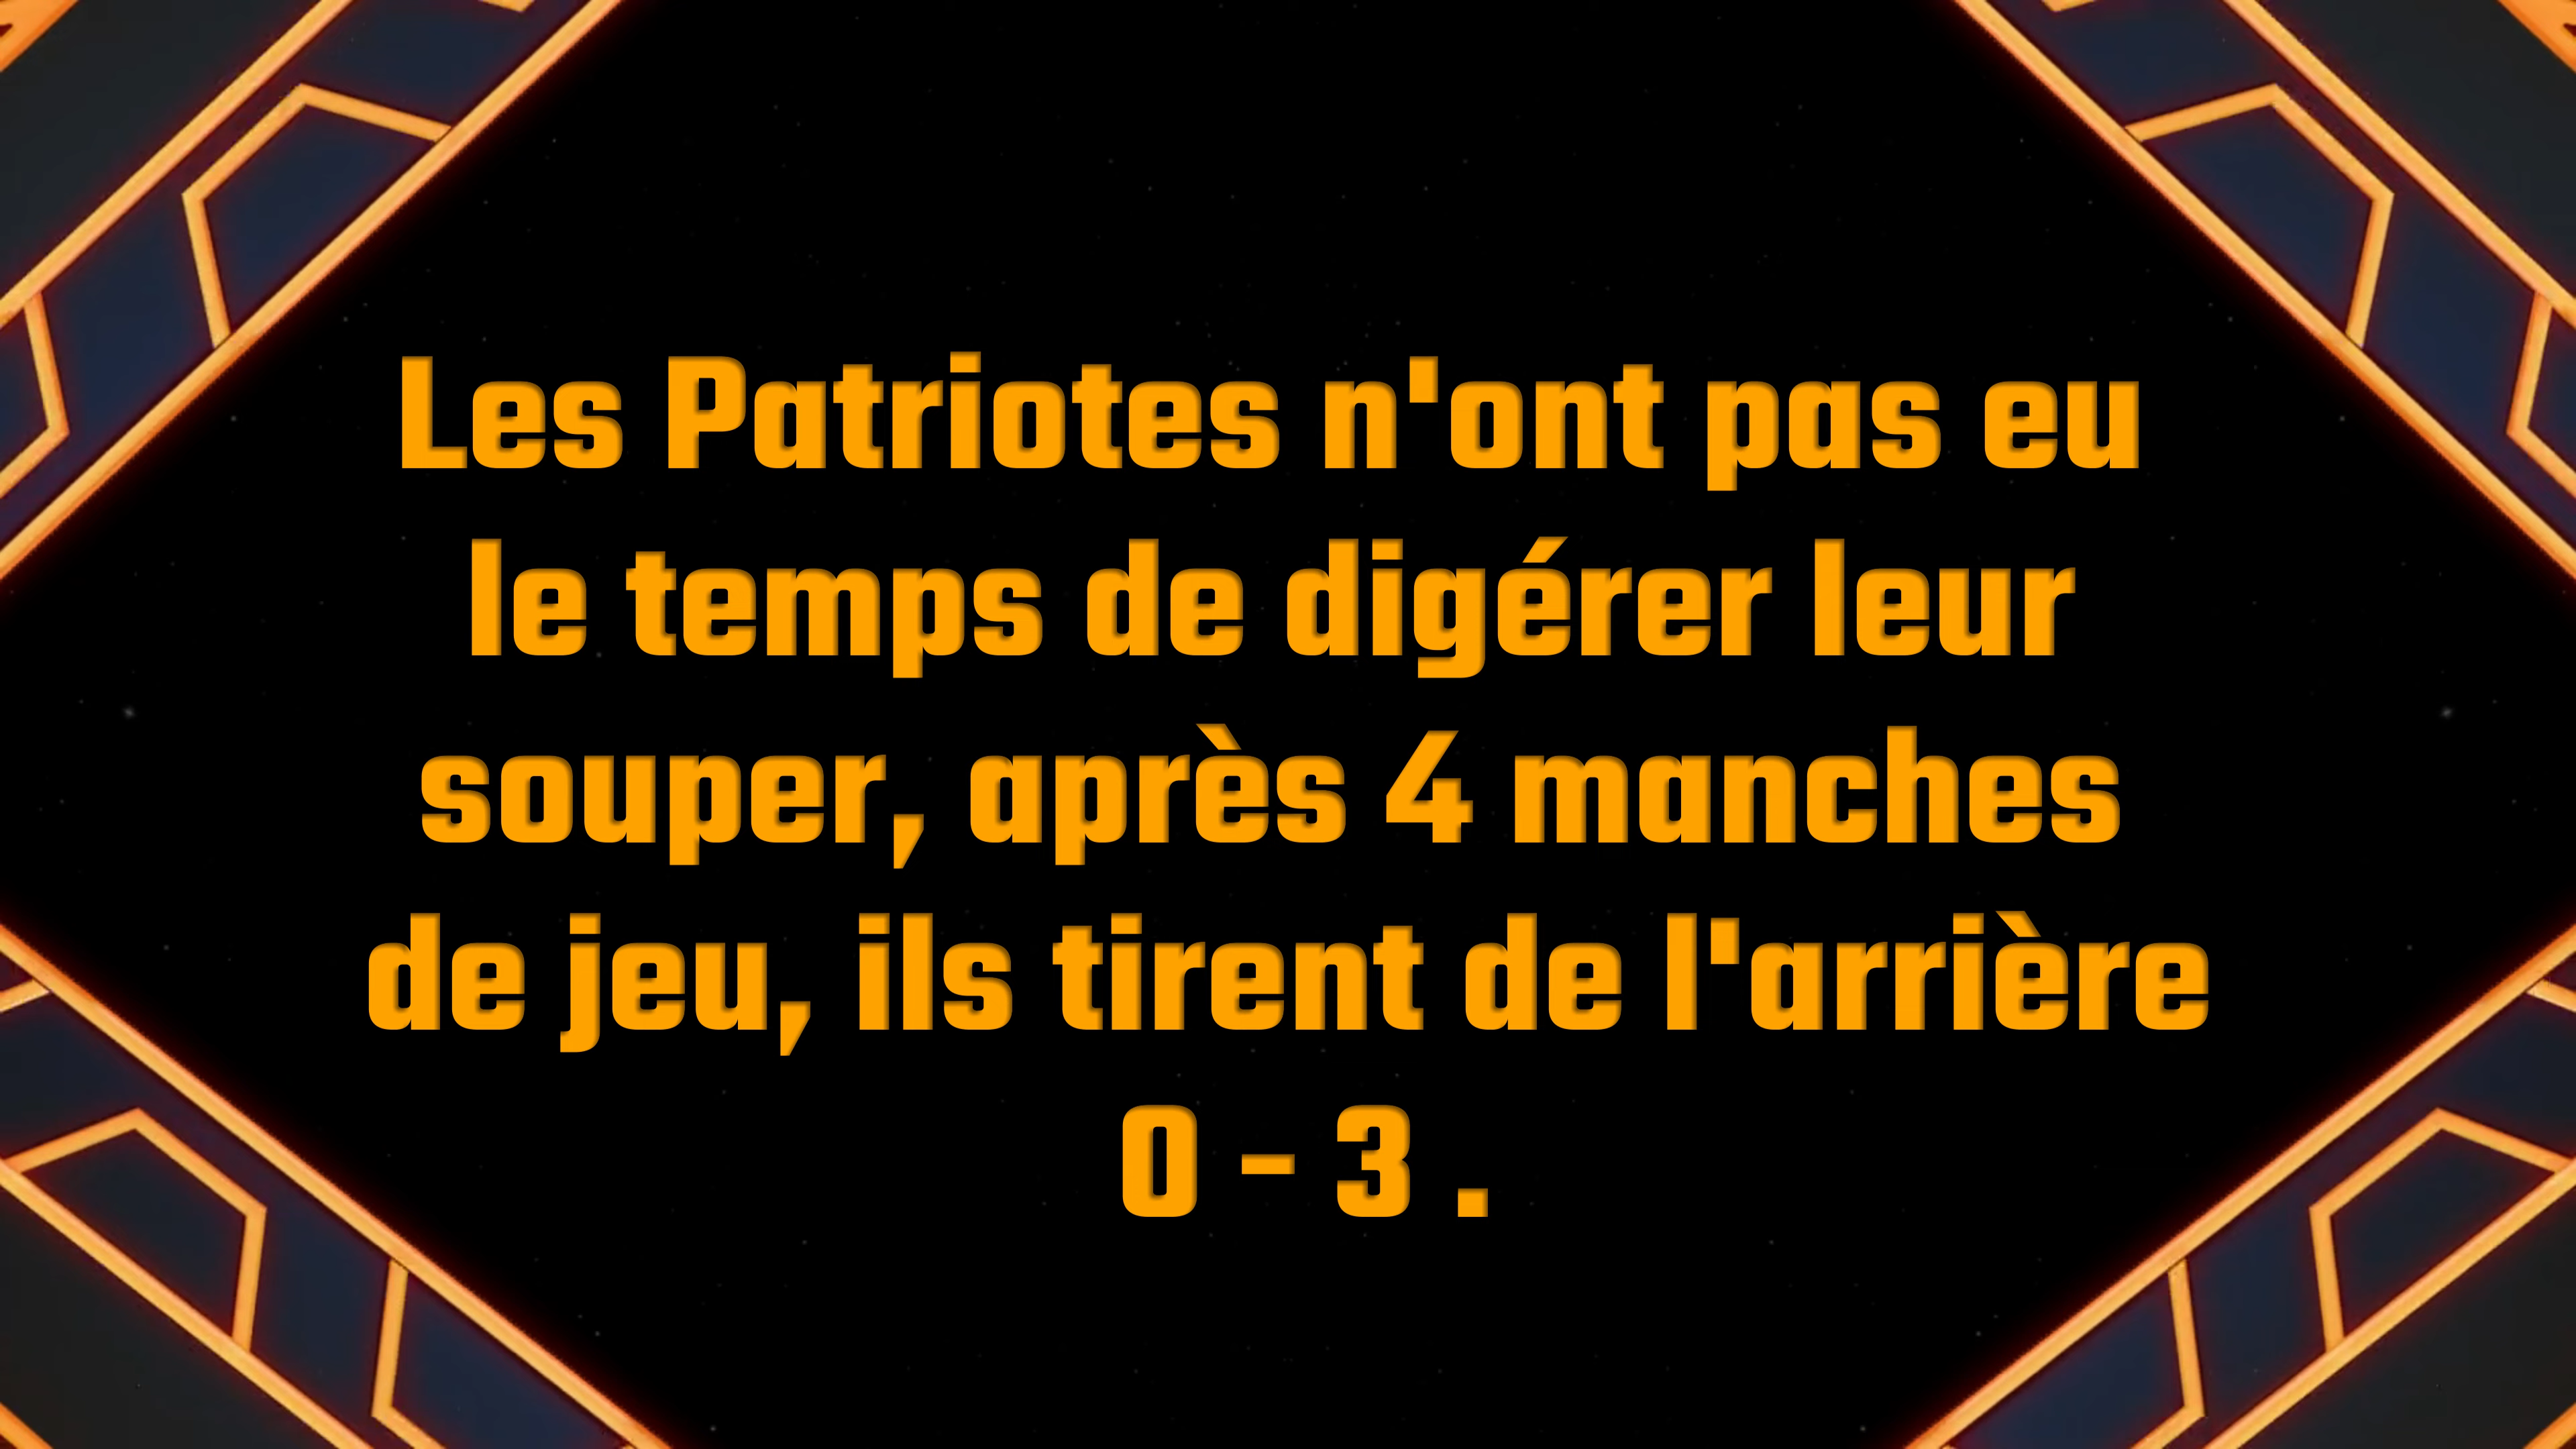 Les Patriotes n'ont pas eu
le temps de digérer leur
souper, après 4 manches
de jeu, ils tirent de l'arrière
0 - 3 .